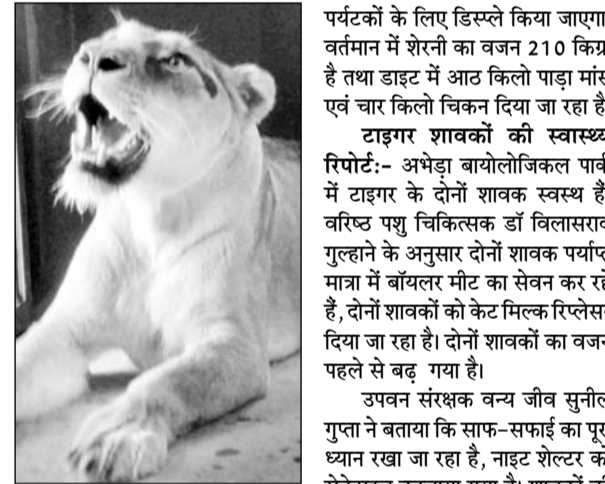 पर्यटकों के लिए डिस्प्ले किया जाएगा
वर्तमान में शेरनी का वजन 210 किग्र
है तथा डाइट में आठ किलो पाड़ा मांस
एवं चार किलो चिकन दिया जा रहा है
टाइगर शावकों की स्वास्थ्य
रिपोर्टः- अभेड़ा बायोलोजिकल पार्क
में टाइगर के दोनों शावक स्वस्थ हैं
वरिष्ठ पशु चिकित्सक डॉ विलासराव
गुल्हाने के अनुसार दोनों शावक पर्याप्त
मात्रा में बॉयलर मीट का सेवन कर रहे
हैं, दोनों शावकों को केट मिल्क रिप्लेसर
दिया जा रहा है। दोनों शावकों का वजन
पहले से बढ़ गया है।
उपवन संरक्षक वन्य जीव सुनील
गुप्ता ने बताया कि साफ-सफाई का पूरा
ध्यान रखा जा रहा है, नाइट शेल्टर को